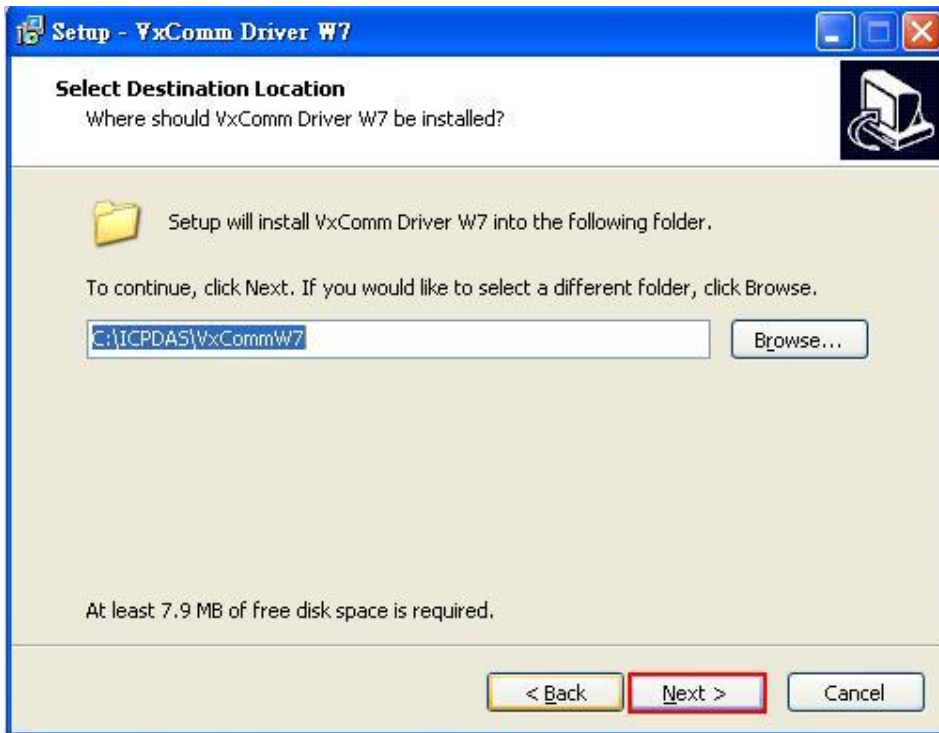 Setup - VxComm Driver W7
Select Destination Location
Where should VxComm Driver W7 be installed?
Setup will install VxComm Driver W7 into the following folder.
To continue, click Next. If you would like to select a different folder, click Browse.
C:\ICPDAS\VxCommW7
Browse...
At least 7.9 MB of free disk space is required.
< Back
Next >
Cancel